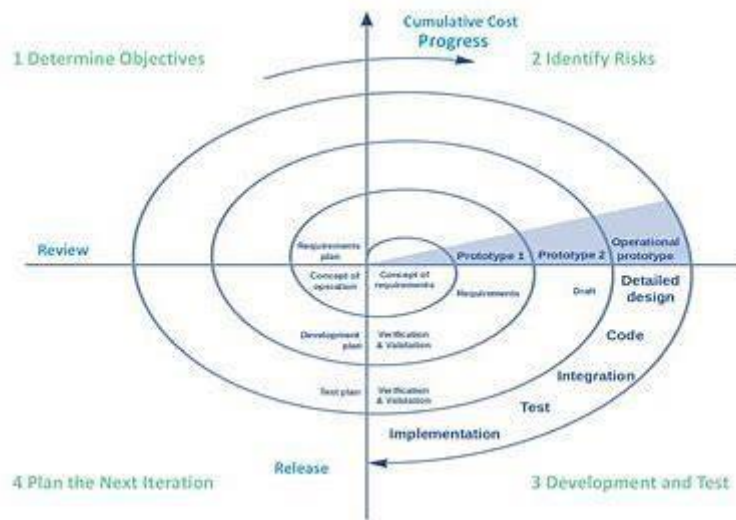 Cumulative Cost
Progress
1 Determine Objectives
2 Identify Risks
Review
Requirements
plan
Prototype 1
Prototype 2
Operational
prototype
Concept of
operation
Concept of
requirements
Requirements
Draft
Detailed
design
Development
plan
Verification
& Validation
Code
Integration
Test plan
Verification
& Validation
Test
Implementation
Release
4 Plan the Next Iteration
3 Development and Test